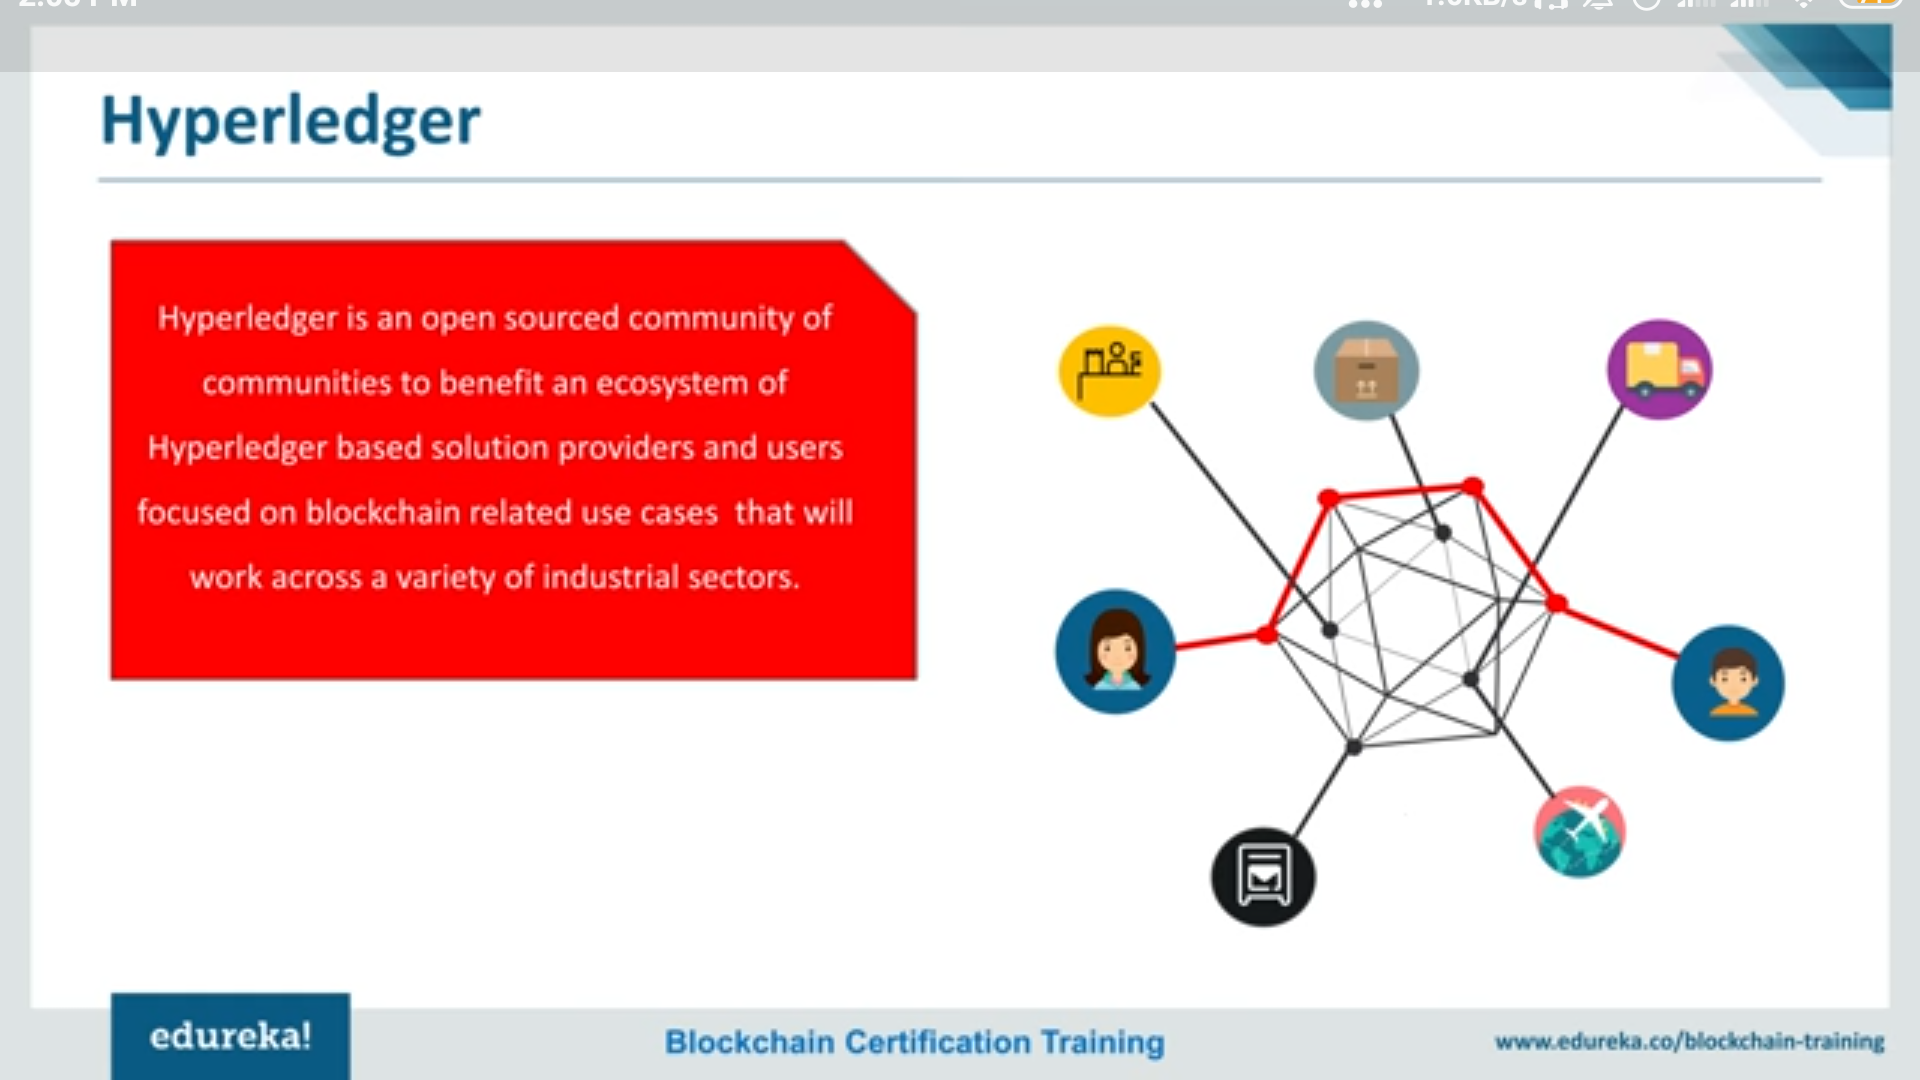 Hyperledger
Hyperledger is an open sourced community of
communities to benefit an ecosystem of
Hyperledger based solution providers and users
focused on blockchain related use cases that will
work across a variety of industrial sectors.
edureka!
Blockchain Certification Training
www.edureka.co/blockchain-training